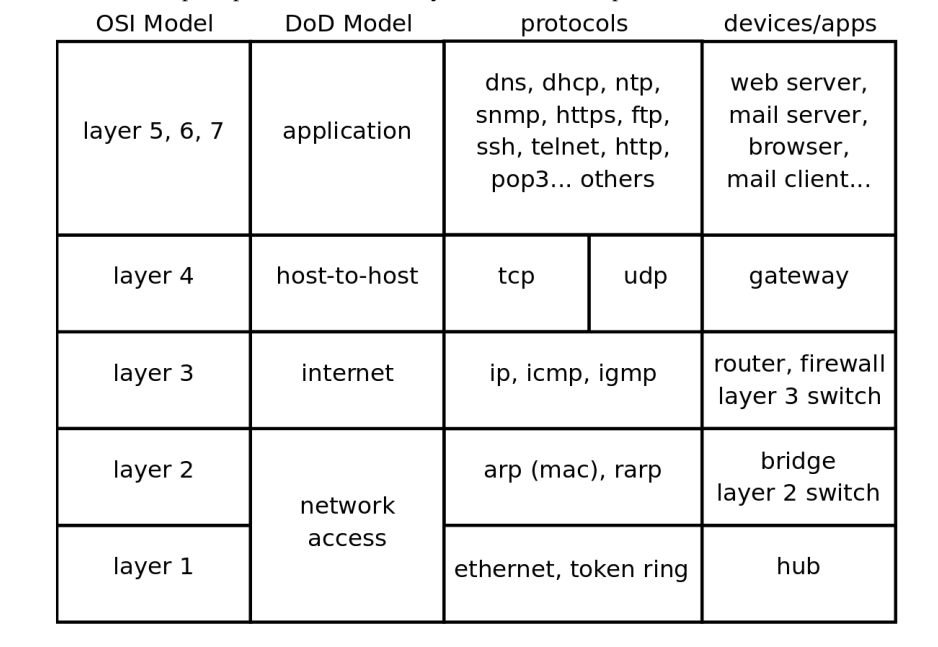 OSI Model DoD Model protocols devices/apps
layer 5, 6, 7
application
dns, dhcp, ntp,
snmp, https, ftp,
ssh, telnet, http,
pop3... others
web server,
mail server,
browser,
mail client...
layer 4
host-to-host
tcp
udp
gateway
layer 3
internet
ip, icmp, igmp
router, firewall
layer 3 switch
layer 2
network
access
arp (mac), rarp
bridge
layer 2 switch
layer 1
ethernet, token ring
hub